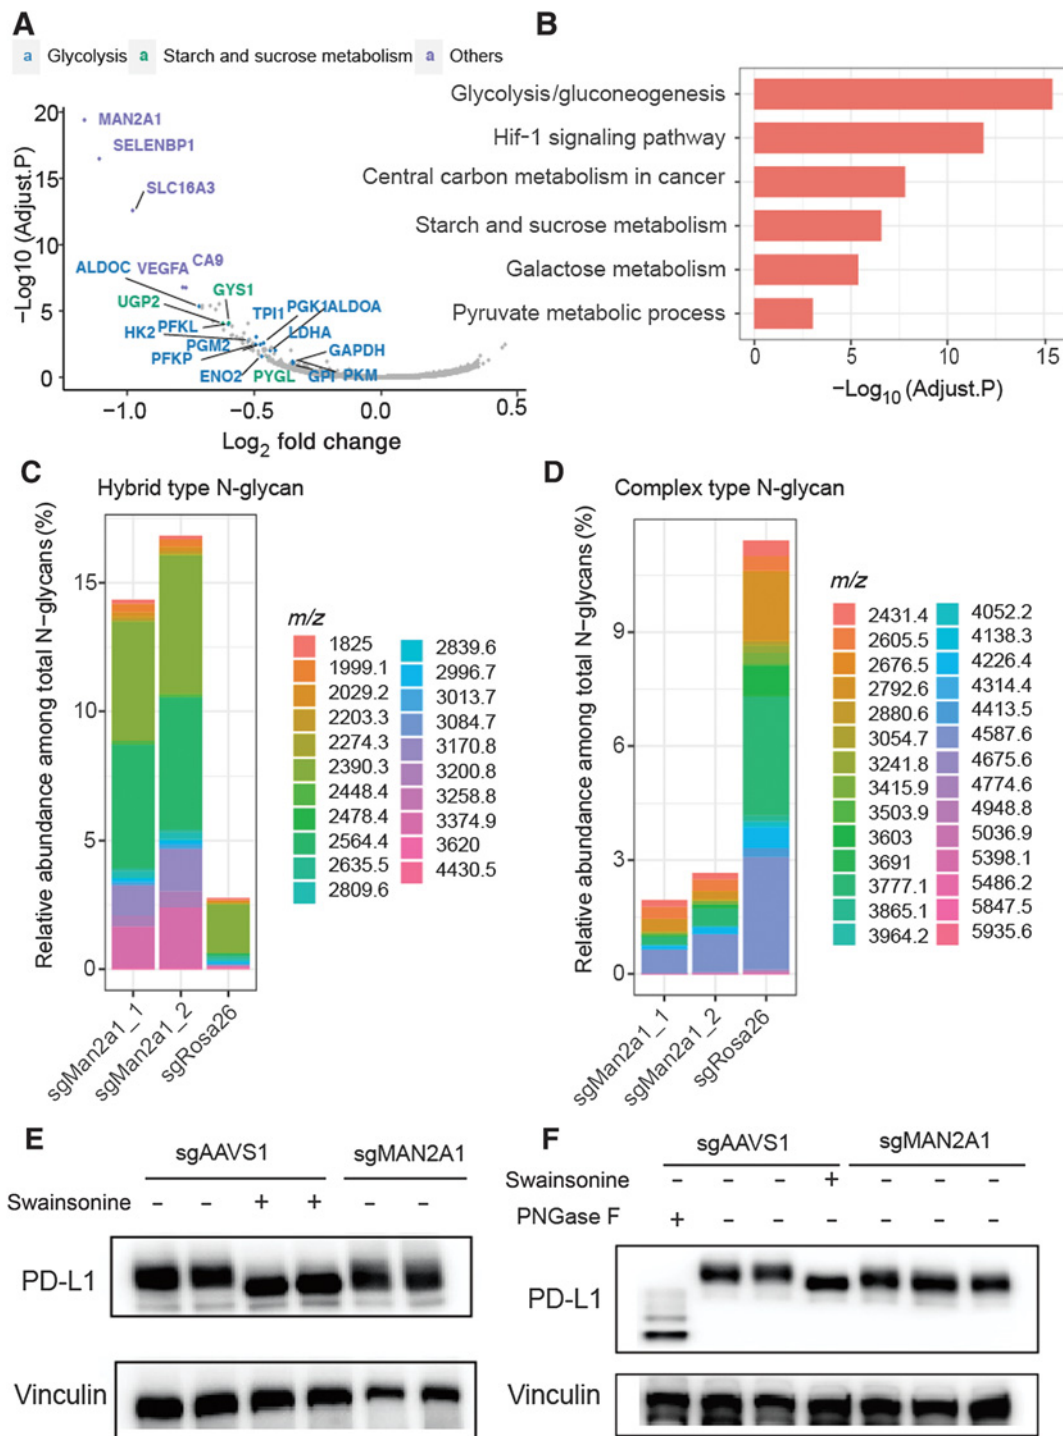 A
a Glycolysis a Starch and sucrose metabolism a Others
−Log10 (Adjust.P)
20
15
10
5
0
MAN2A1
SELENBP1
SLC16A3
ALDOC VEGFA CA9
UGP2 GYS1
HK2 PFKL TPI1 PGK1 ALDOA
PGM2 LDHA
PFKP GAPDH
ENO2 PYGL GPI PKM
−1.0 −0.5 0.0 0.5
Log2 fold change
B
Glycolysis/gluconeogenesis
Hif-1 signaling pathway
Central carbon metabolism in cancer
Starch and sucrose metabolism
Galactose metabolism
Pyruvate metabolic process
0 5 10 15
−Log10 (Adjust.P)
C
Hybrid type N-glycan
Relative abundance among total N−glycans (%)
15
10
5
0
sgMan2a1_1
sgMan2a1_2
sgRosa26
m/z
1825
1999.1
2029.2
2203.3
2274.3
2390.3
2448.4
2478.4
2564.4
2635.5
2809.6
2839.6
2996.7
3013.7
3084.7
3170.8
3200.8
3258.8
3374.9
3620
4430.5
D
Complex type N-glycan
Relative abundance among total N−glycans (%)
9
6
3
0
sgMan2a1_1
sgMan2a1_2
sgRosa26
m/z
2431.4
2605.5
2676.5
2792.6
2880.6
3054.7
3241.8
3415.9
3503.9
3603
3691
3777.1
3865.1
3964.2
4052.2
4138.3
4226.4
4314.4
4413.5
4587.6
4675.6
4774.6
4948.8
5036.9
5398.1
5486.2
5847.5
5935.6
E
sgAAVS1 sgMAN2A1
Swainsonine − − + + − −
PD-L1
Vinculin
F
sgAAVS1 sgMAN2A1
Swainsonine − − − + − − −
PNGase F + − − − − − −
PD-L1
Vinculin